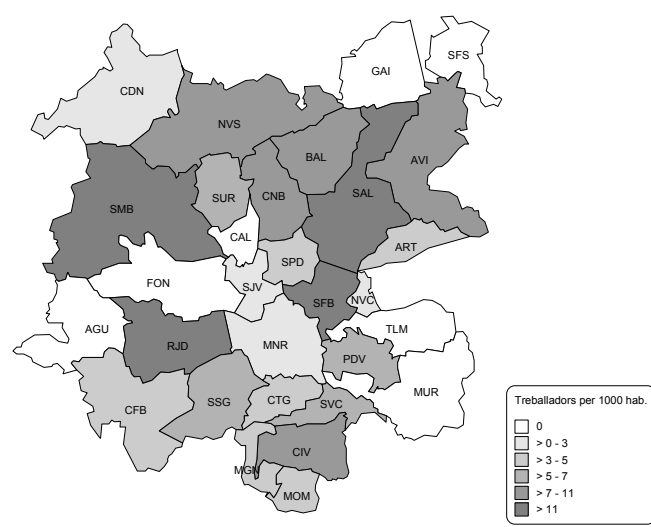 SFS
GAI
CDN
NVS
BAL
AVI
SUR
CNB
SAL
SMB
CAL
ART
SPD
FON
SJV
SFB
NVC
AGU
TLM
RJD
MNR
PDV
MUR
CFB
SSG
CTG
SVC
CIV
MGN
MOM
Treballadors per 1000 hab.
0
> 0 - 3
> 3 - 5
> 5 - 7
> 7 - 11
> 11